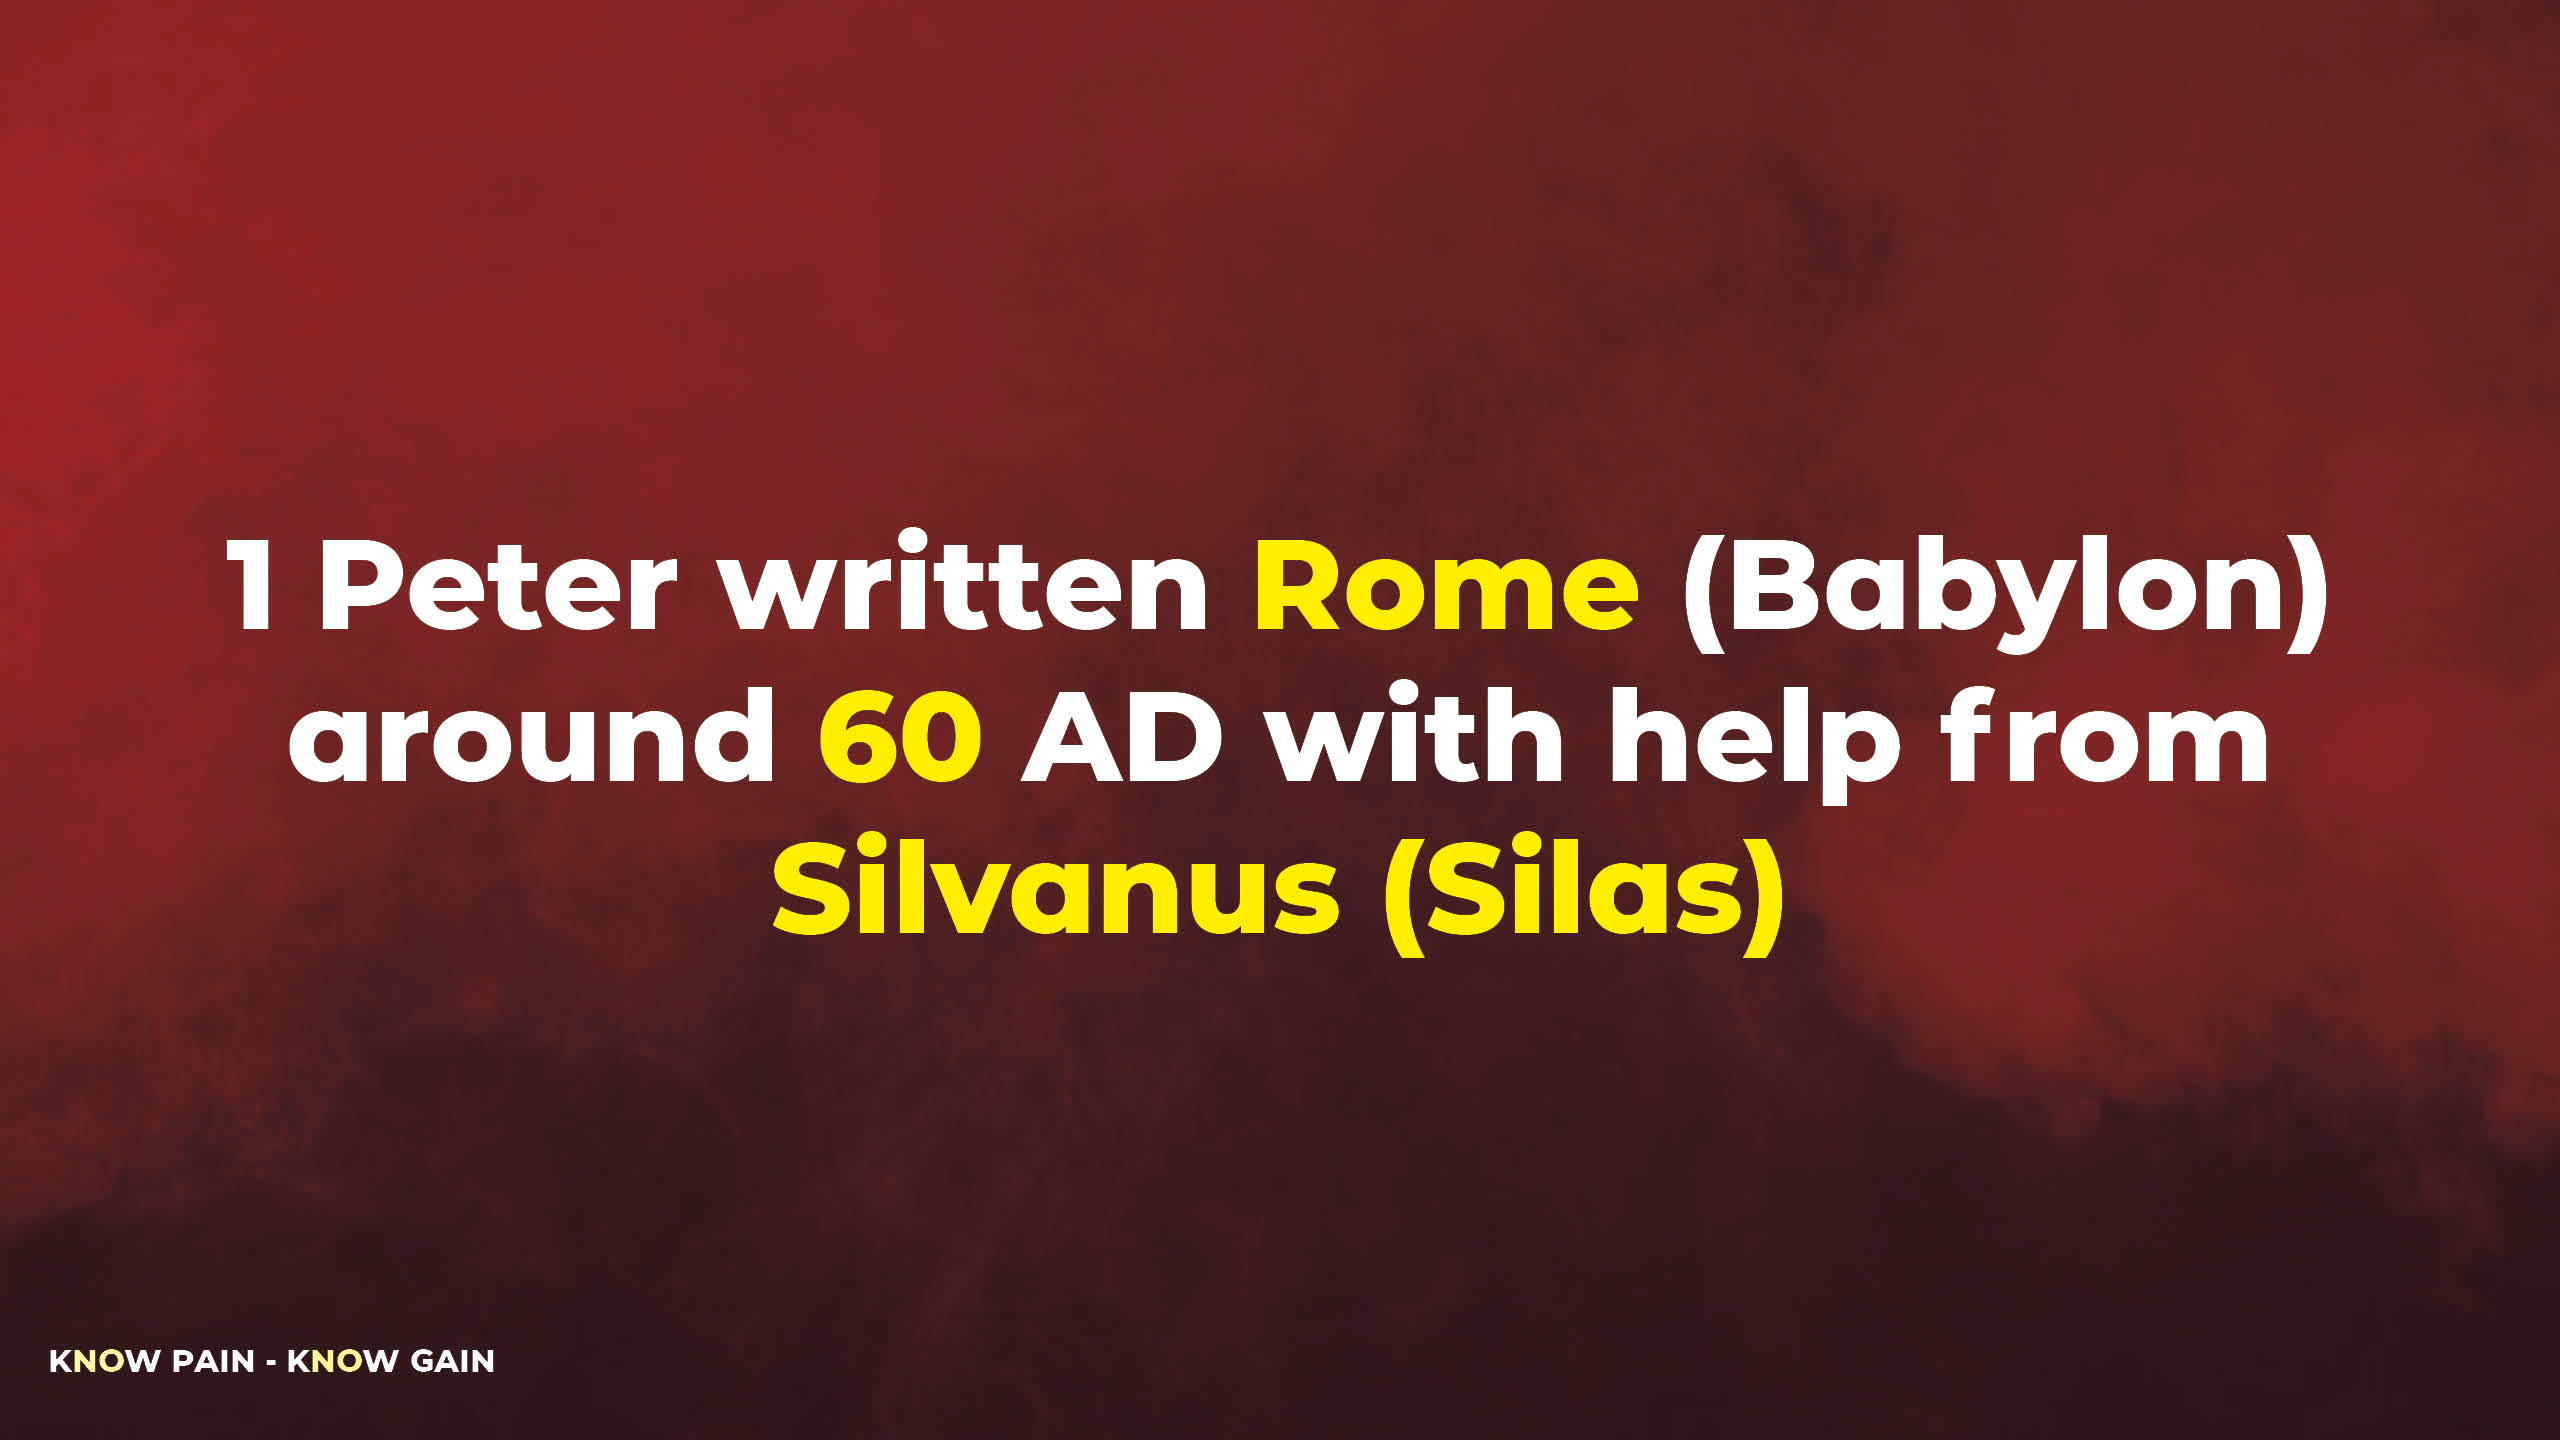 1 Peter written Rome (Babylon)
around 60 AD with help from
Silvanus (Silas)
KNOW PAIN - KNOW GAIN